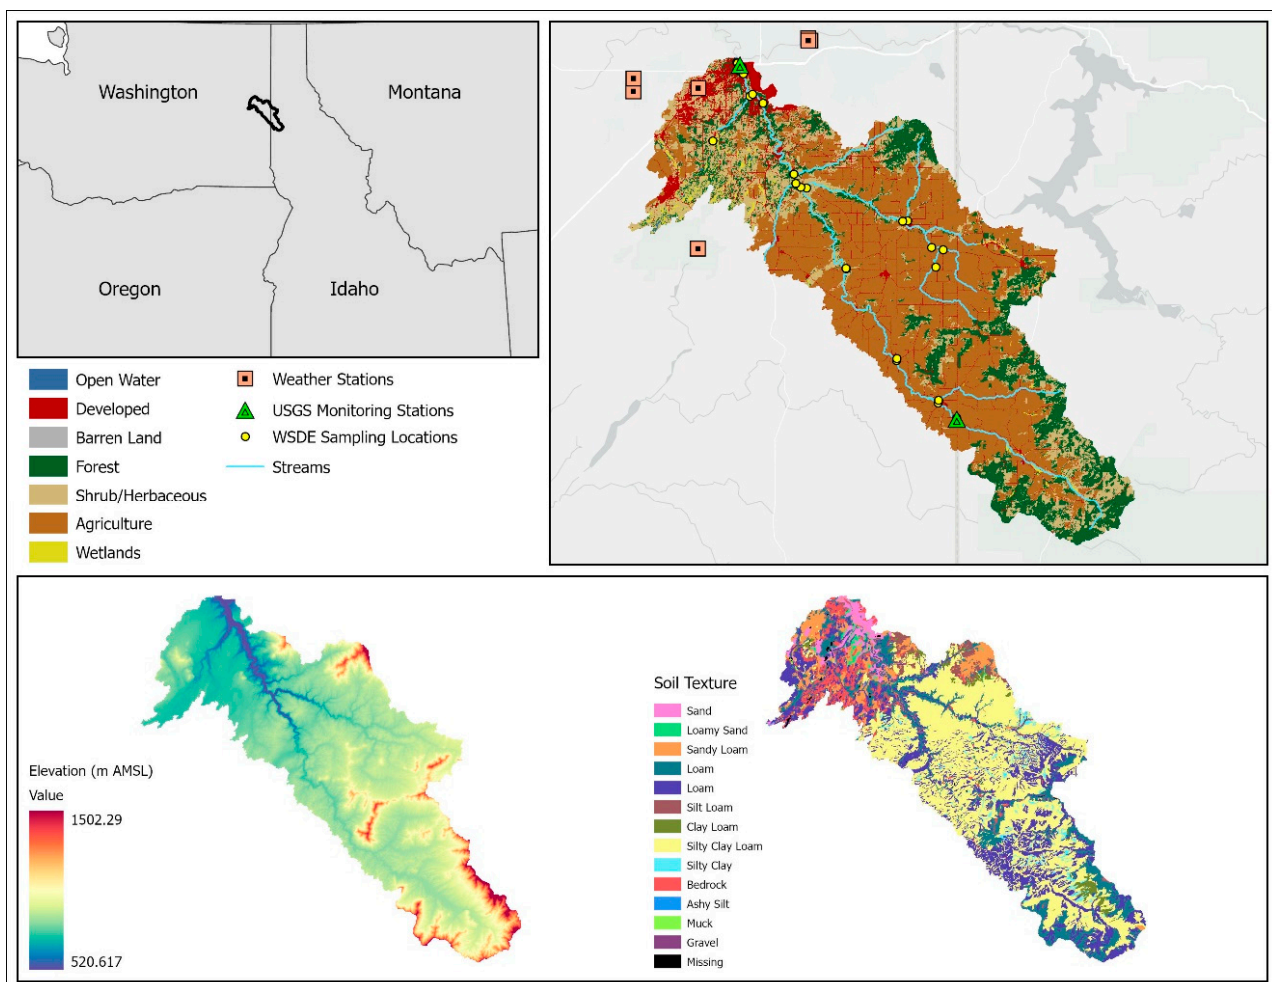 Washington
Montana
Oregon
Idaho
Open Water
Developed
Barren Land
Forest
Shrub/Herbaceous
Agriculture
Wetlands
Weather Stations
USGS Monitoring Stations
WSDE Sampling Locations
Streams
Elevation (m AMSL)
Value
1502.29
520.617
Soil Texture
Sand
Loamy Sand
Sandy Loam
Loam
Loam
Silt Loam
Clay Loam
Silty Clay Loam
Silty Clay
Bedrock
Ashy Silt
Muck
Gravel
Missing